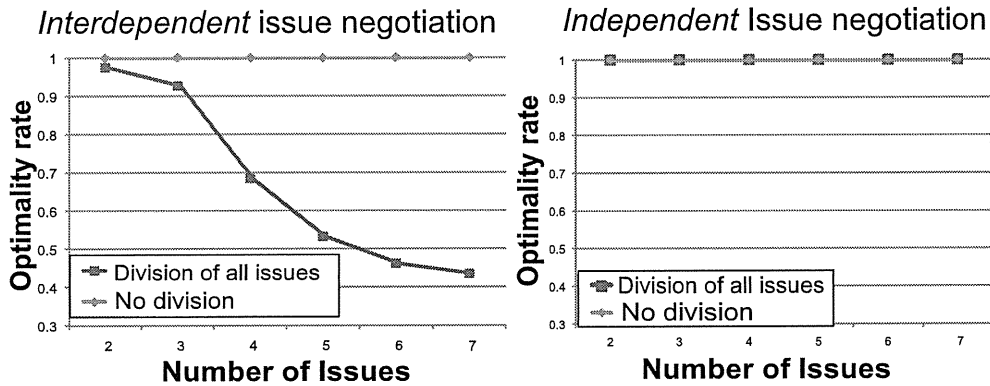 Interdependent issue negotiation
Optimality rate
1
0.9
0.8
0.7
0.6
0.5
0.4
0.3
Division of all issues
No division
2 3 4 5 6 7
Number of Issues
Independent Issue negotiation
Optimality rate
1
0.9
0.8
0.7
0.6
0.5
0.4
0.3
Division of all issues
No division
2 3 4 5 6 7
Number of Issues